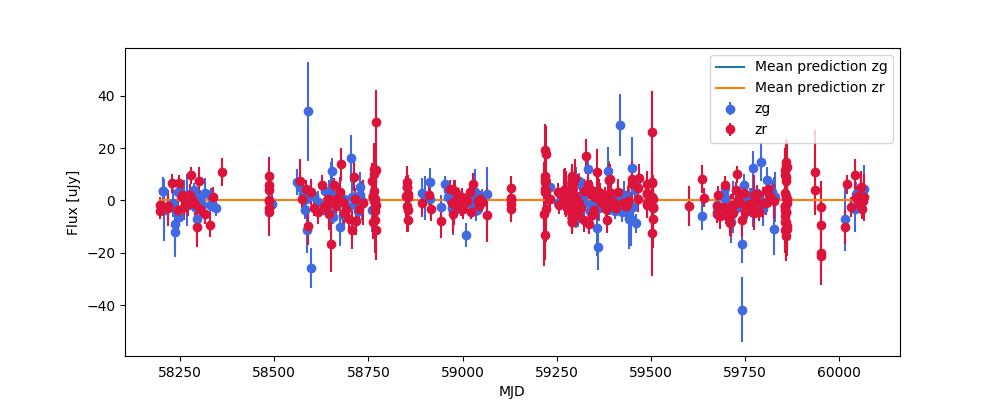 Mean prediction zg
Mean prediction zr
zg
zr
40
20
0
−20
−40
Flux [uJy]
58250
58500
58750
59000
59250
59500
59750
60000
MJD